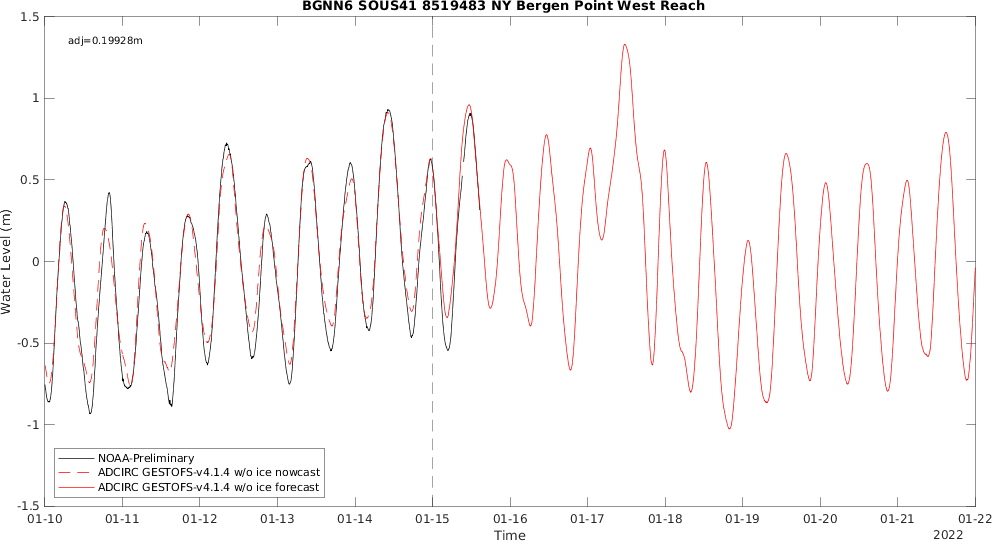 BGNN6 SOUS41 8519483 NY Bergen Point West Reach
1.5
adj=0.19928m
1
0.5
0
-0.5
-1
-1.5
Water Level (m)
NOAA-Preliminary
ADCIRC GESTOFS-v4.1.4 w/o ice nowcast
ADCIRC GESTOFS-v4.1.4 w/o ice forecast
01-10 01-11 01-12 01-13 01-14 01-15 01-16 01-17 01-18 01-19 01-20 01-21 01-22
Time
2022